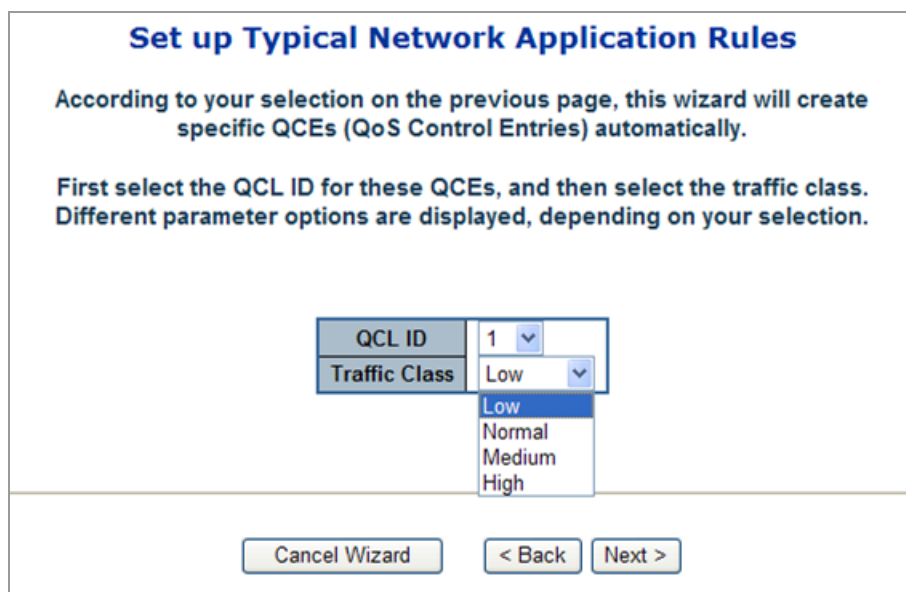 Set up Typical Network Application Rules
According to your selection on the previous page, this wizard will create
specific QCEs (QoS Control Entries) automatically.
First select the QCL ID for these QCEs, and then select the traffic class.
Different parameter options are displayed, depending on your selection.
QCL ID 1
Traffic Class Low
Low
Normal
Medium
High
Cancel Wizard < Back Next >